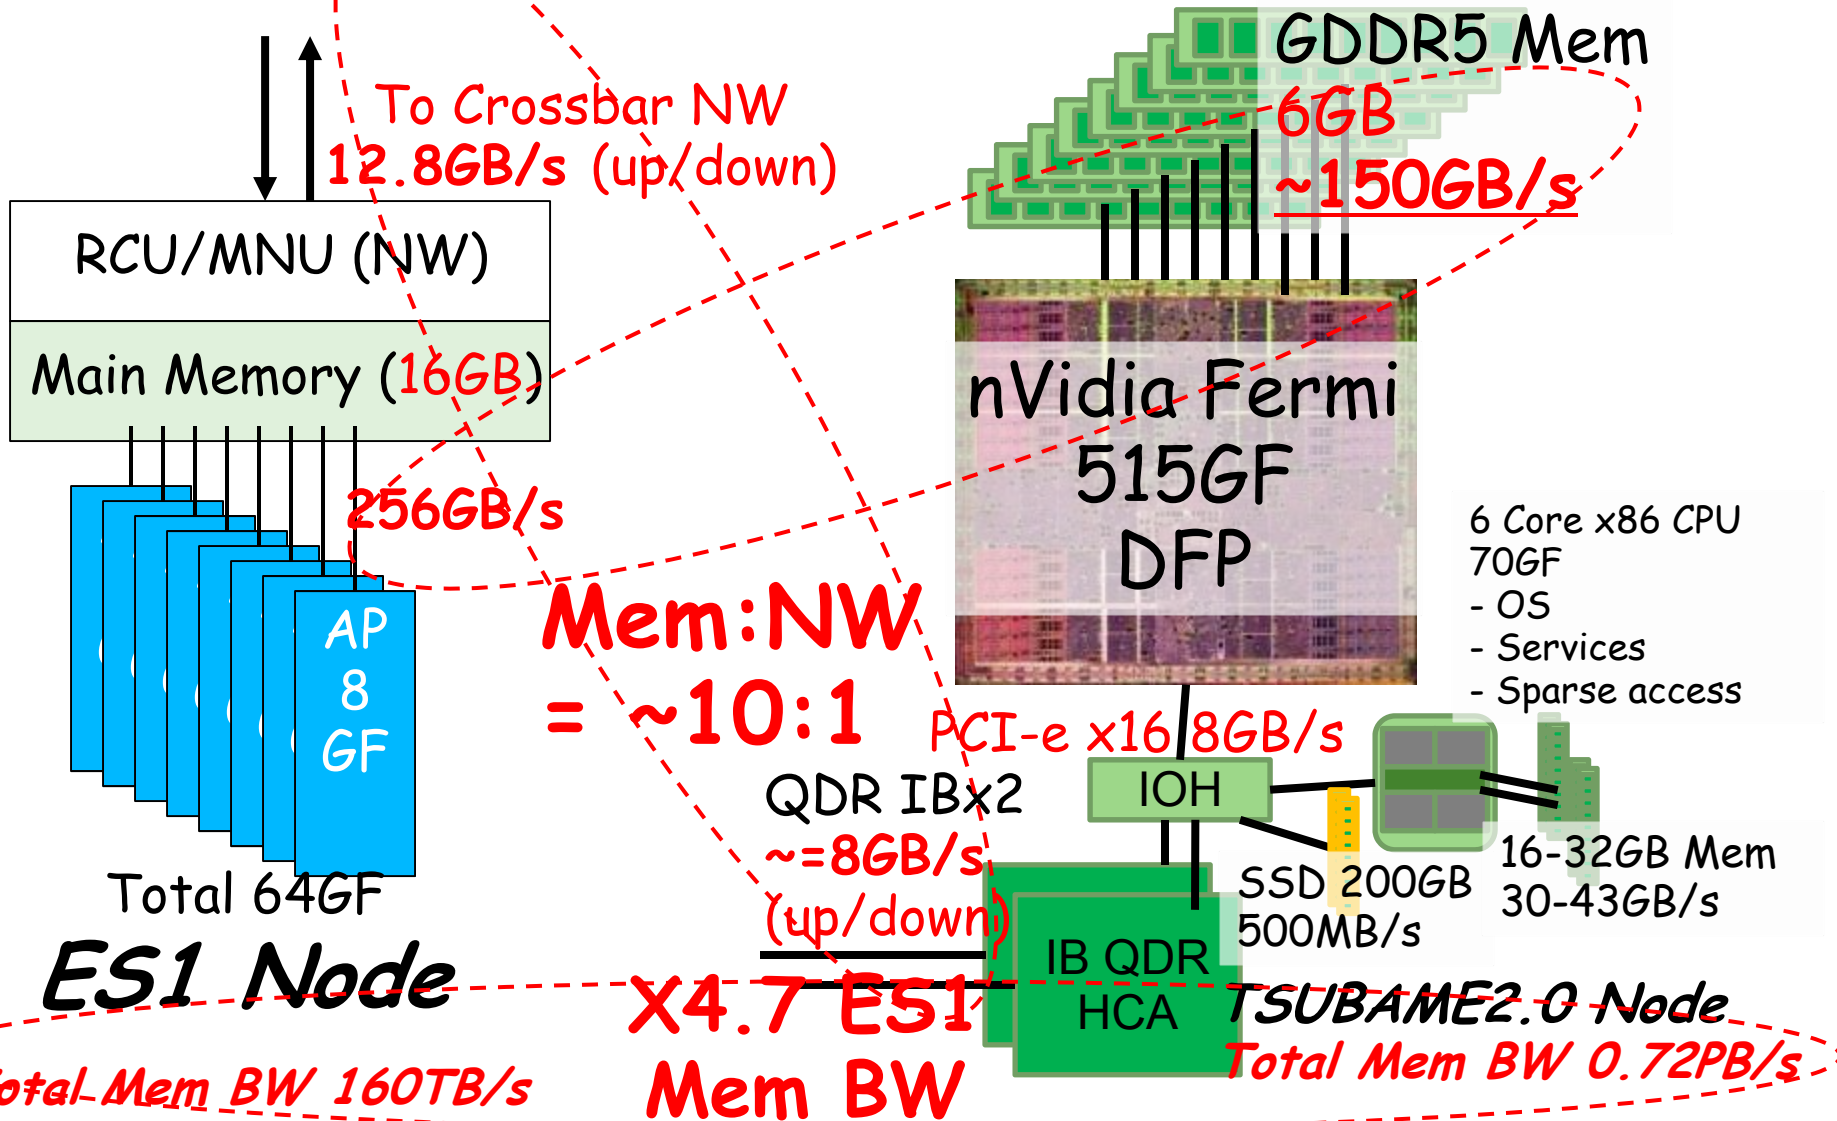 To Crossbar NW
12.8GB/s (up/down)
RCU/MNU (NW)
Main Memory (16GB)
256GB/s
AP
8
GF
Total 64GF
ES1 Node
Total Mem BW 160TB/s
Mem:NW
= ~10:1
QDR IBx2
~=8GB/s
(up/down)
X4.7 ES1
Mem BW
GDDR5 Mem
6GB
~150GB/s
nVidia Fermi
515GF
DFP
PCI-e x16 8GB/s
IOH
IB QDR
HCA
6 Core x86 CPU
70GF
- OS
- Services
- Sparse access
16-32GB Mem
30-43GB/s
SSD 200GB
500MB/s
TSUBAME2.0 Node
Total Mem BW 0.72PB/s